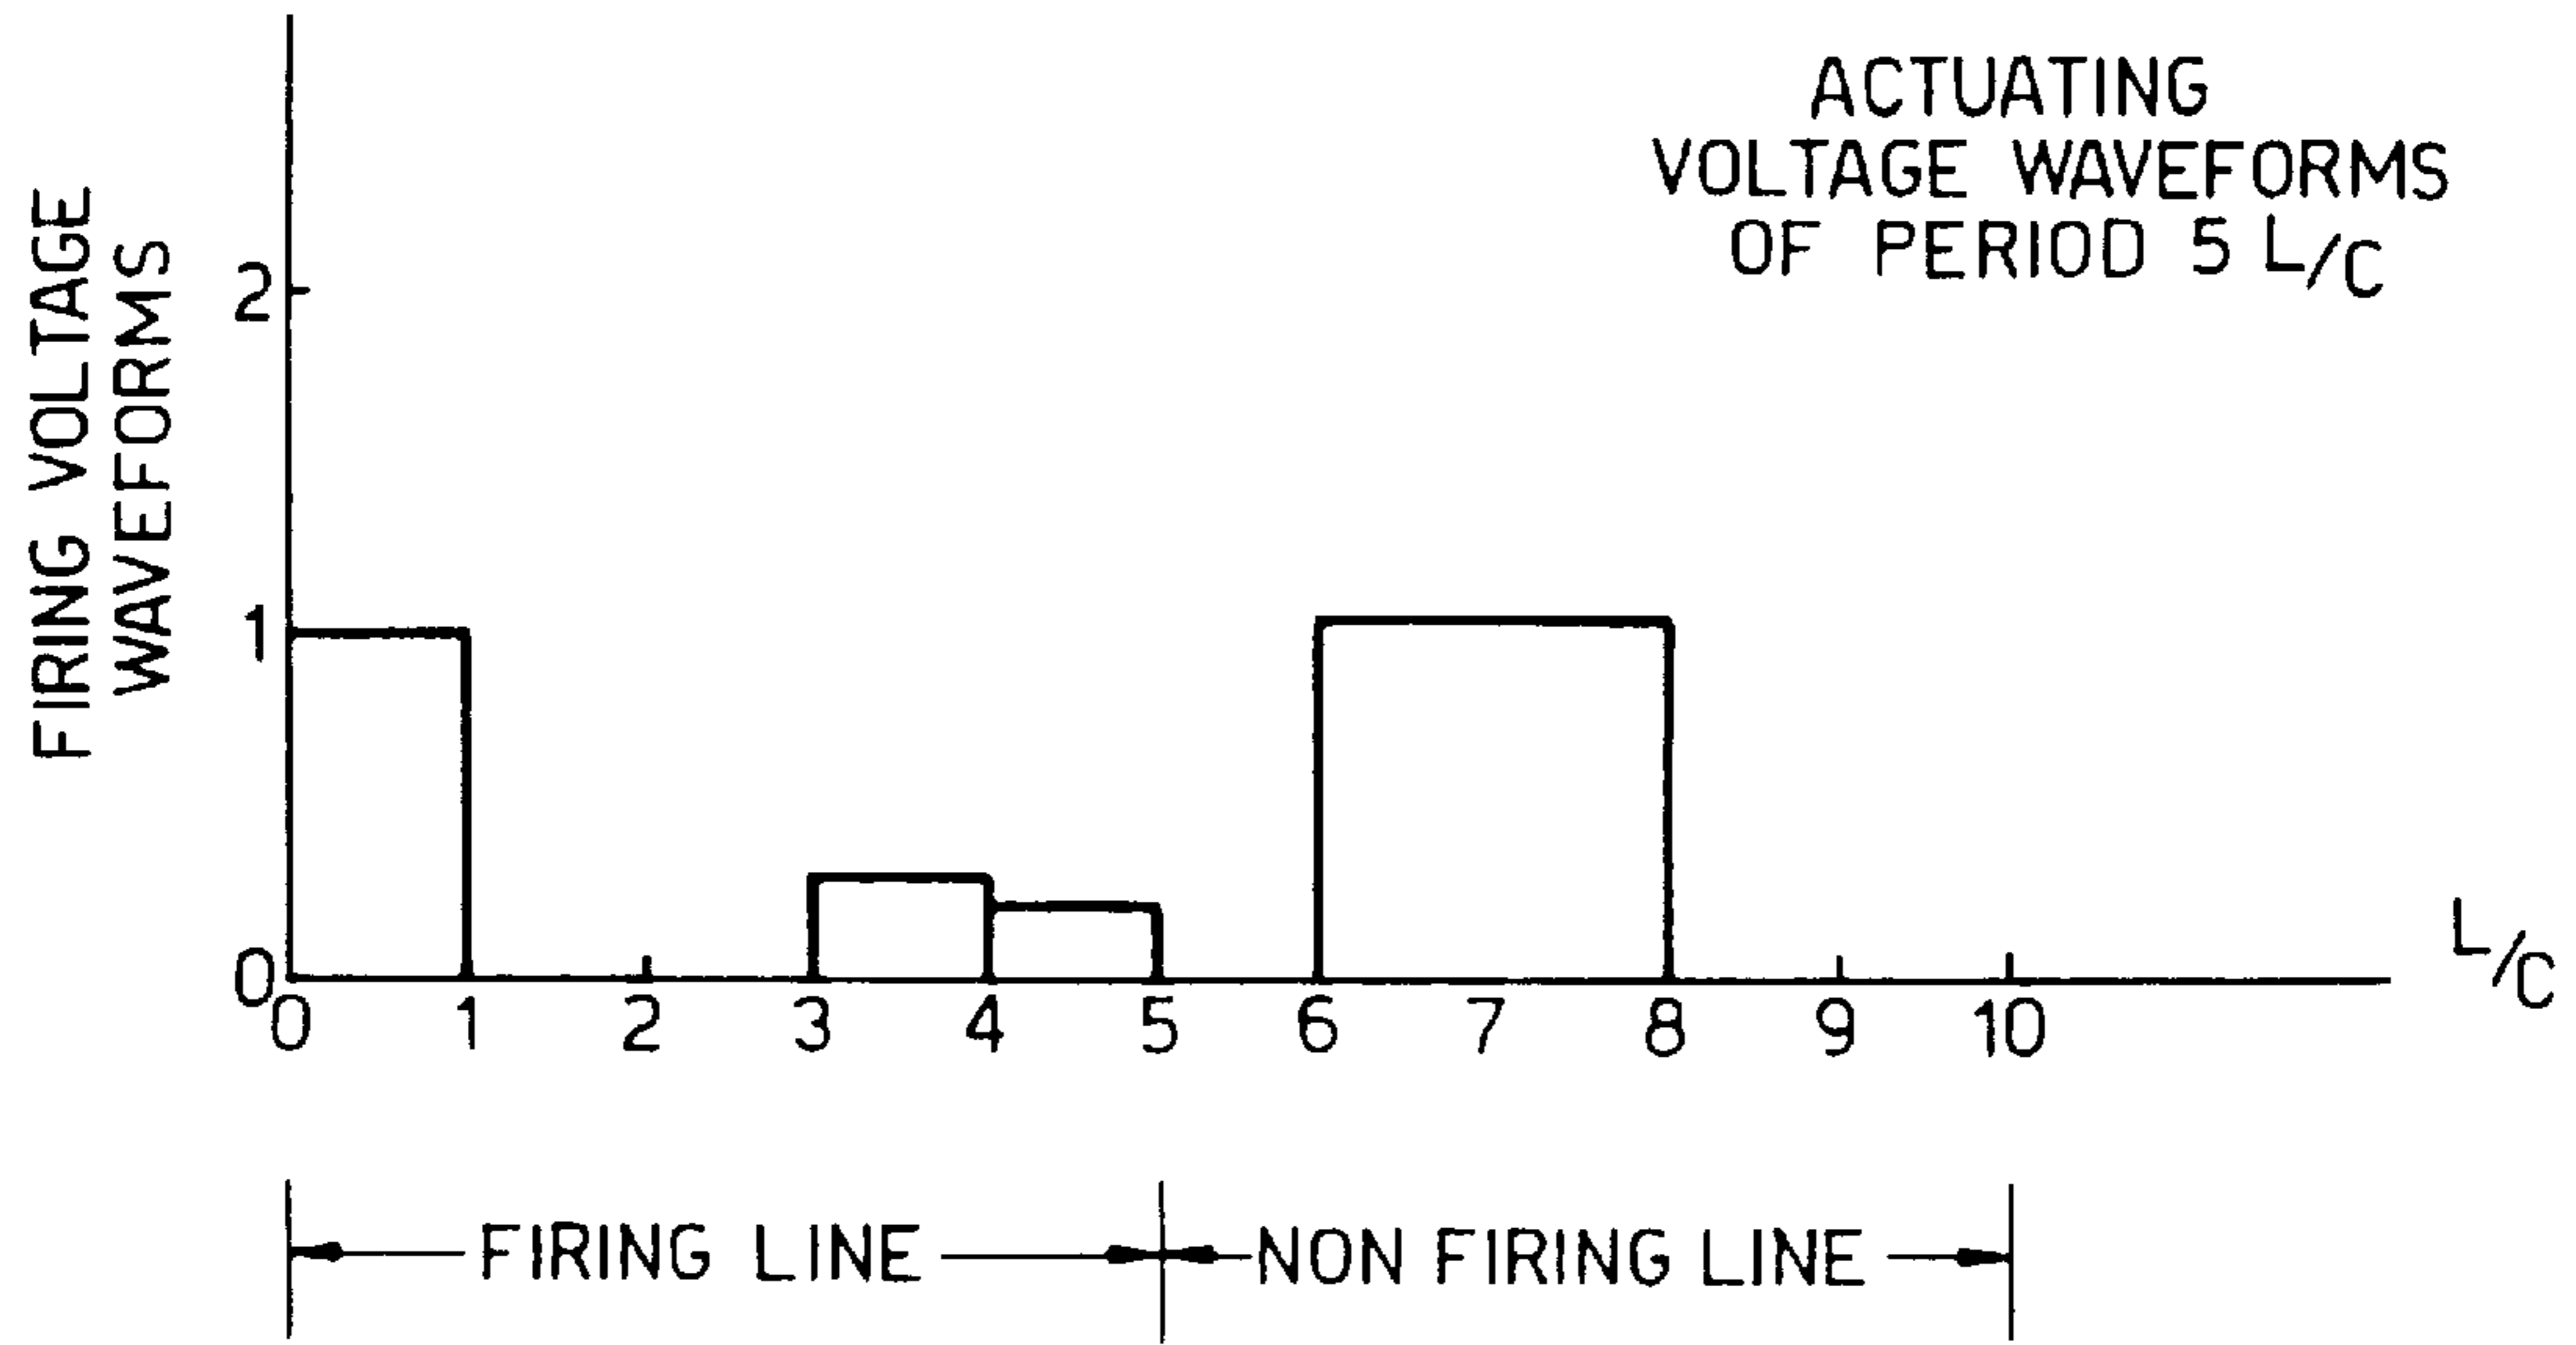 ACTUATING
VOLTAGE WAVEFORMS
OF PERIOD 5 L/C
FIRING VOLTAGE
WAVEFORMS
2
1
0
0 1 2 3 4 5 6 7 8 9 10
L/C
FIRING LINE
NON FIRING LINE